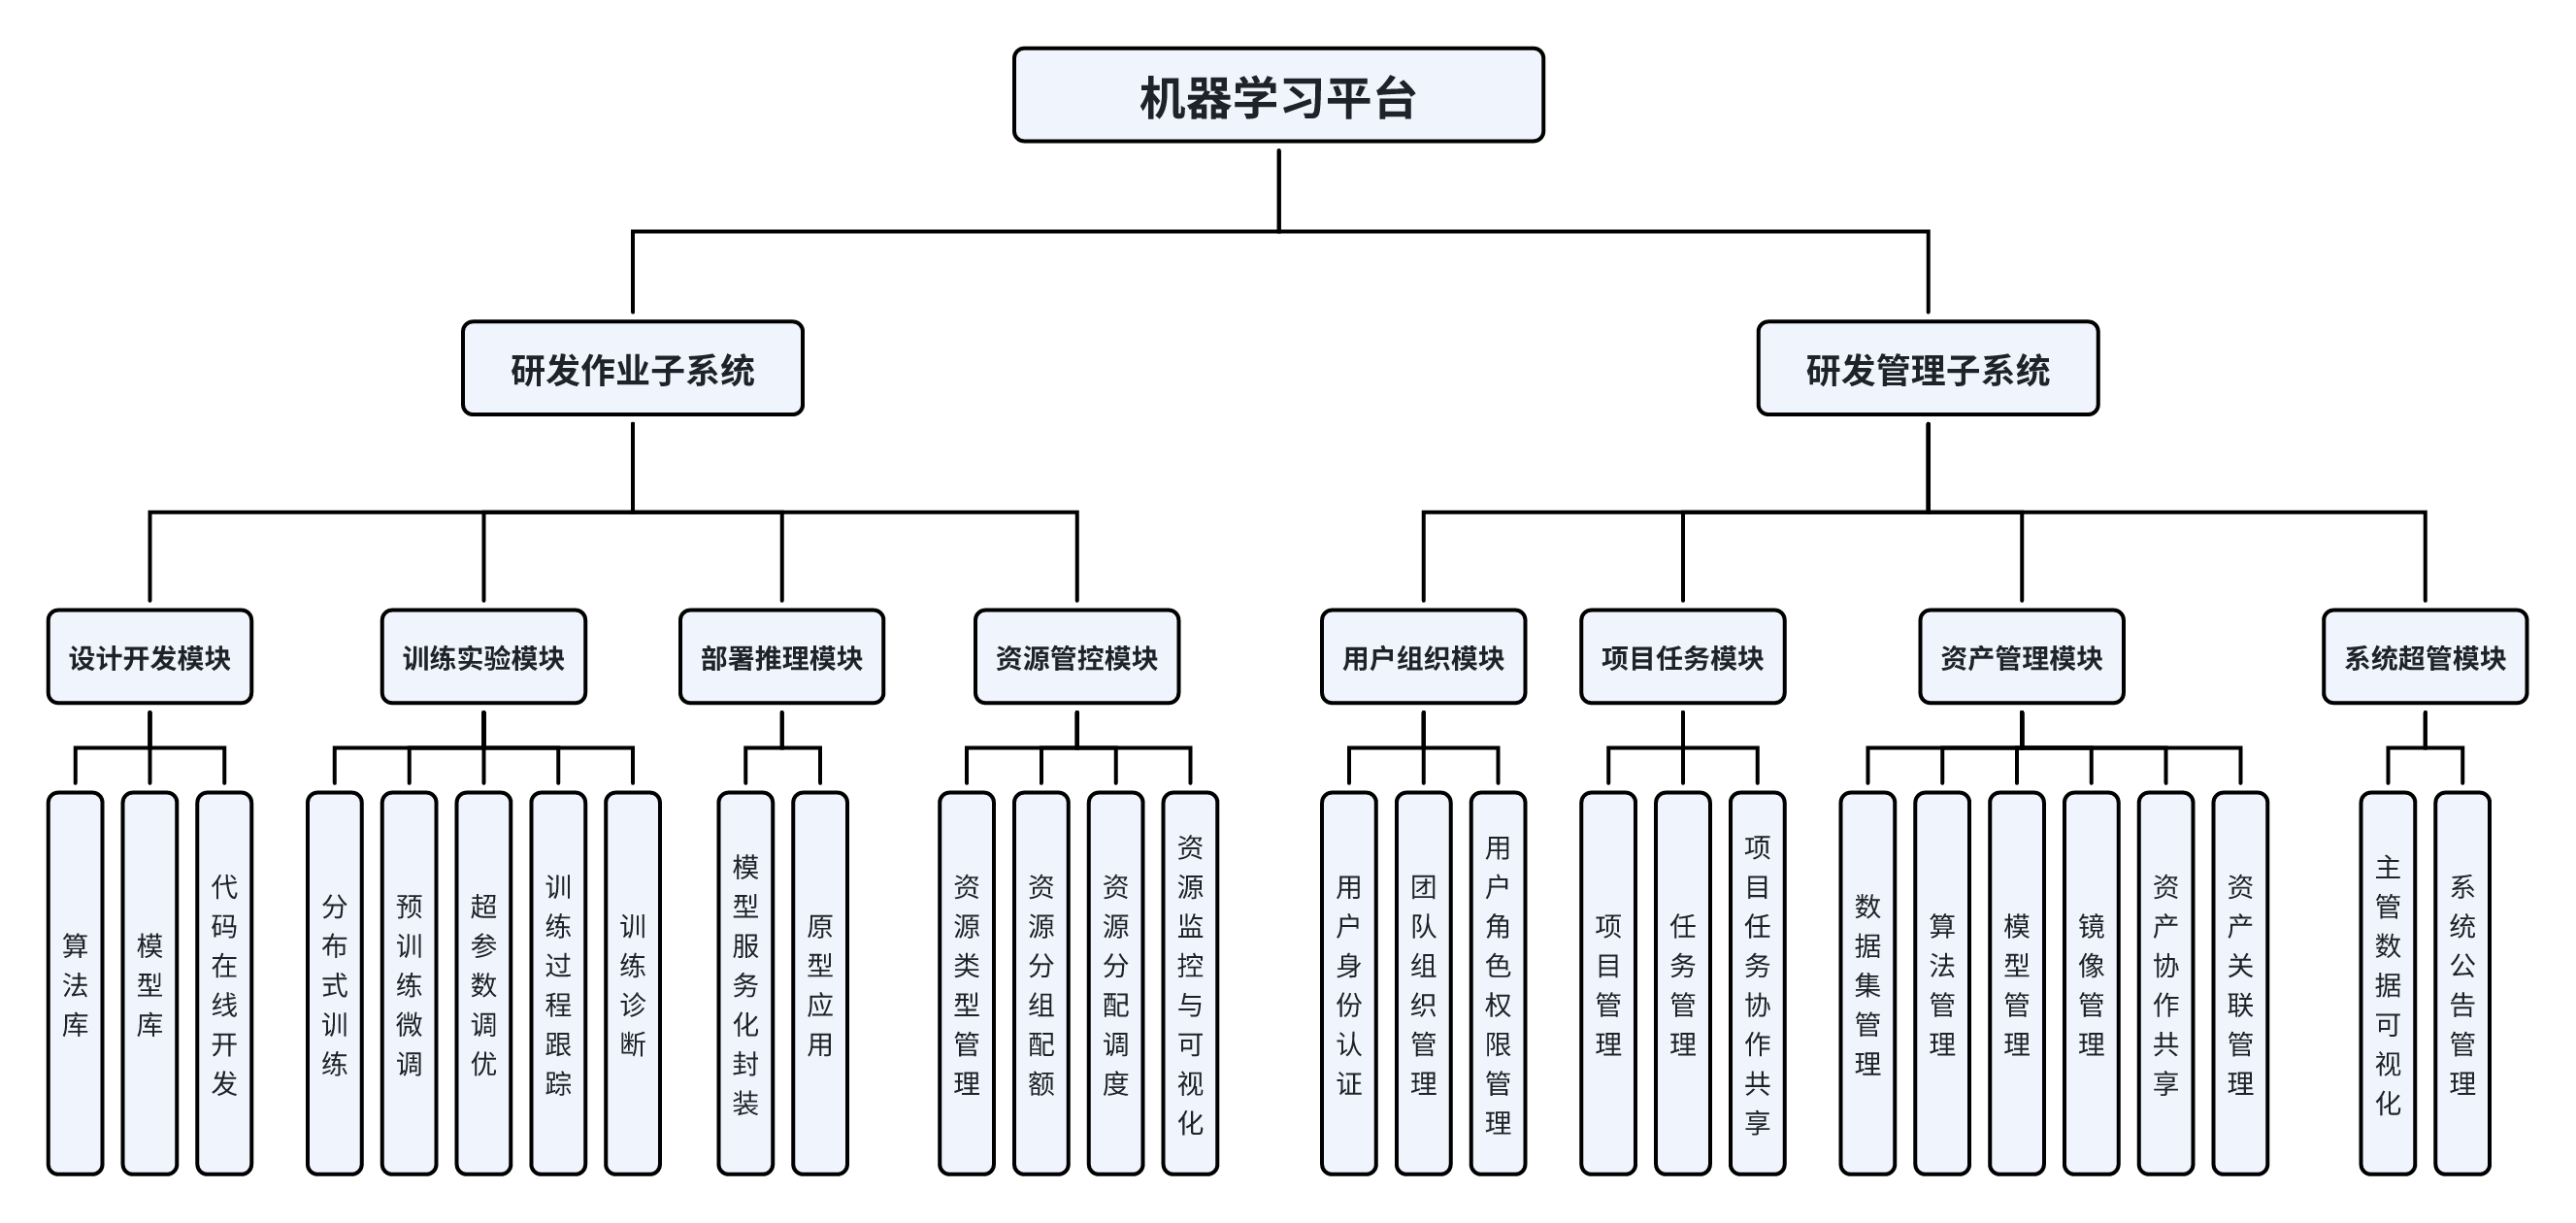 机器学习平台
研发作业子系统
研发管理子系统
设计开发模块
训练实验模块
部署推理模块
资源管控模块
用户组织模块
项目任务模块
资产管理模块
系统超管模块
算法库
模型库
代码在线开发
分布式训练
预训练微调
超参数调优
训练过程跟踪
训练诊断
模型服务化封装
原型应用
资源类型管理
资源分组配额
资源分配调度
资源监控与可视化
用户身份认证
团队组织管理
用户角色权限管理
项目管理
任务管理
项目任务协作共享
数据集管理
算法管理
模型管理
镜像管理
资产协作共享
资产关联管理
主管数据可视化
系统公告管理